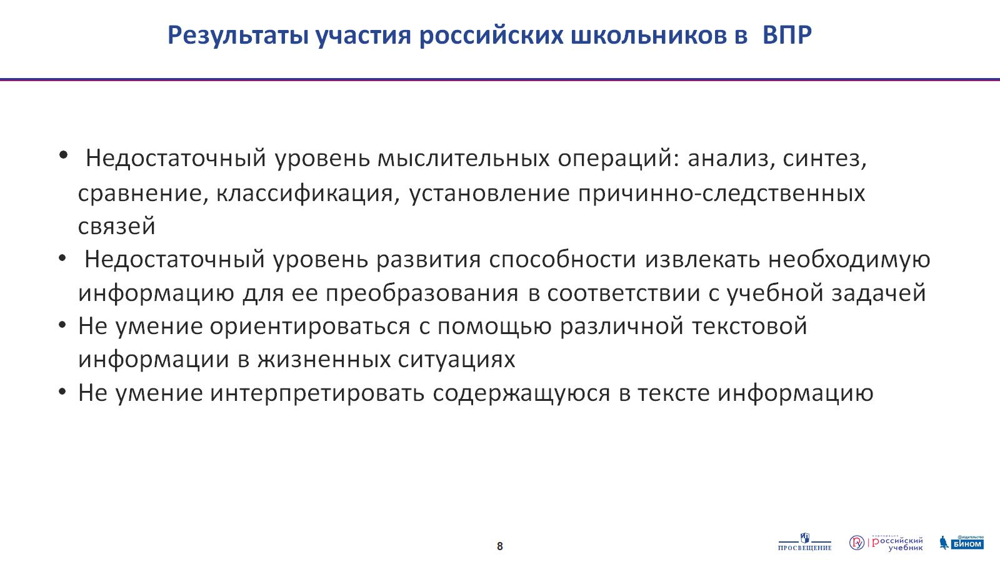 Результаты участия российских школьников в ВПР
• Недостаточный уровень мыслительных операций: анализ, синтез,
сравнение, классификация, установление причинно-следственных
связей
• Недостаточный уровень развития способности извлекать необходимую
информацию для ее преобразования в соответствии с учебной задачей
• Не умение ориентироваться с помощью различной текстовой
информации в жизненных ситуациях
• Не умение интерпретировать содержащуюся в тексте информацию
8
ПРОСВЕЩЕНИЕ
корпорация
российский
учебник
ИЗДАТЕЛЬСТВО
БИНОМ